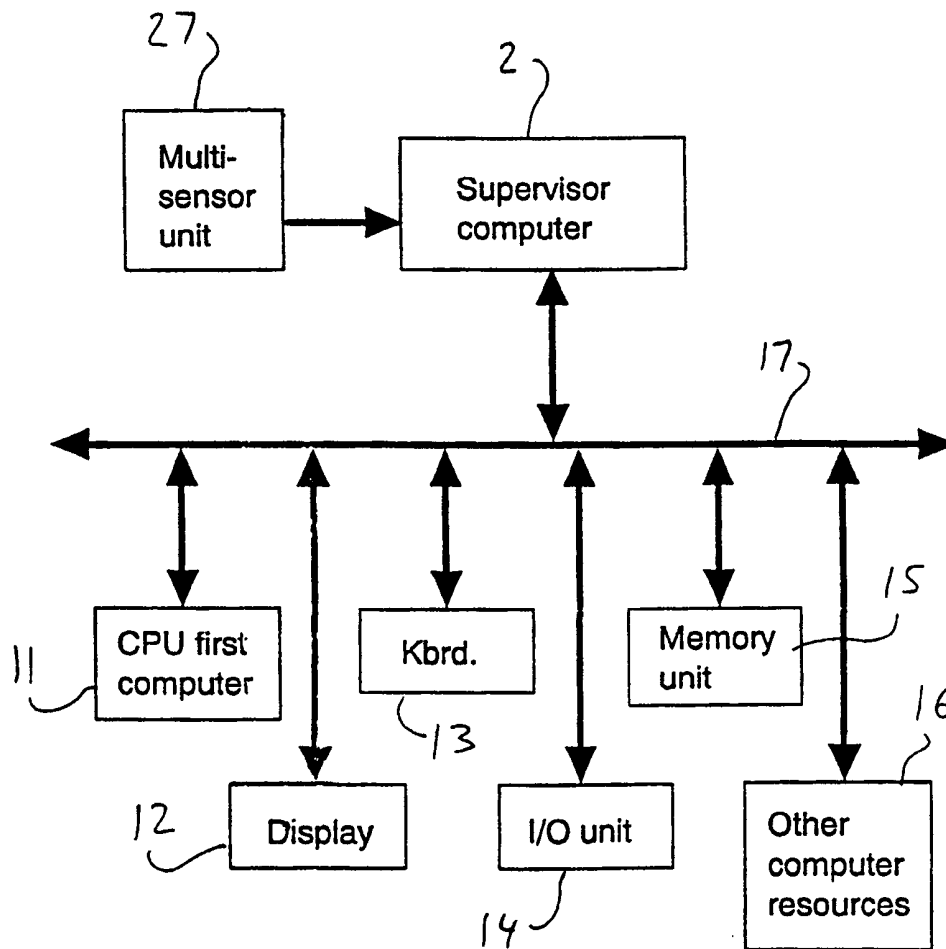 27
2
Multi-
sensor
unit
Supervisor
computer
17
11
CPU first
computer
Kbrd.
13
Memory
unit
15
12
Display
I/O unit
14
16
Other
computer
resources